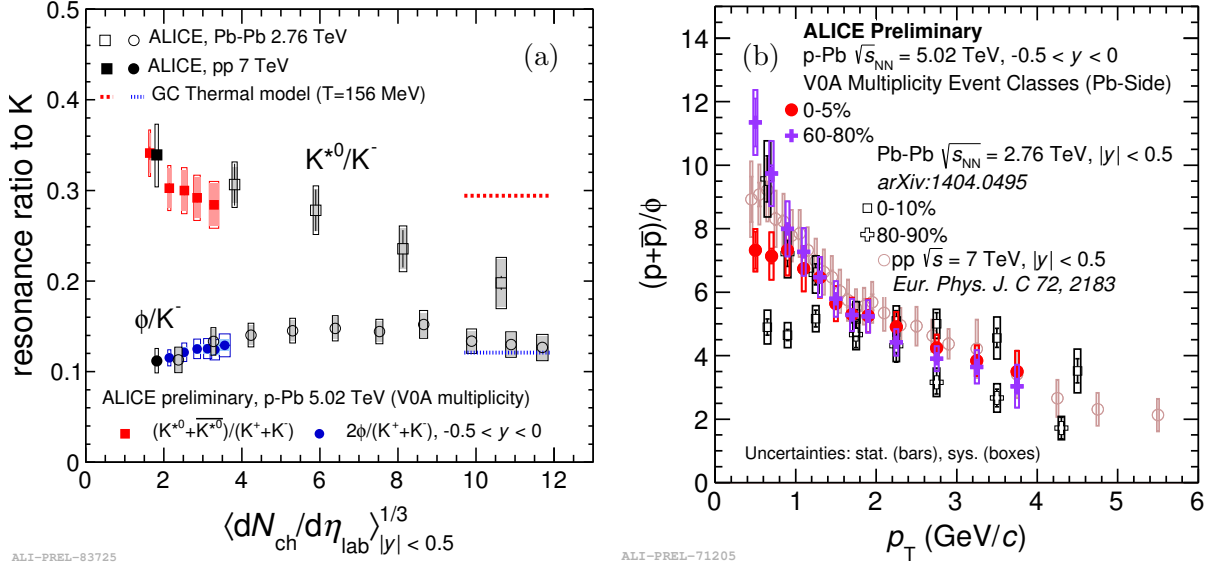 resonance ratio to K
0.5
0.4
0.3
0.2
0.1
0
ALICE, Pb-Pb 2.76 TeV
(a)
ALICE, pp 7 TeV
GC Thermal model (T=156 MeV)
K*⁰/K⁻
ϕ/K⁻
ALICE preliminary, p-Pb 5.02 TeV (V0A multiplicity)
(K*⁰+K̅*̅⁰̅)/(K⁺+K⁻)
2ϕ/(K⁺+K⁻), -0.5 < y < 0
0 2 4 6 8 10 12
⟨dN_ch/dη_lab⟩^1/3_|y| < 0.5
ALI-PREL-83725
(p+p̅)/ϕ
14
12
10
8
6
4
2
0
ALICE Preliminary
(b)
p-Pb √s_NN = 5.02 TeV, -0.5 < y < 0
V0A Multiplicity Event Classes (Pb-Side)
0-5%
60-80%
Pb-Pb √s_NN = 2.76 TeV, |y| < 0.5
arXiv:1404.0495
0-10%
80-90%
pp √s = 7 TeV, |y| < 0.5
Eur. Phys. J. C 72, 2183
Uncertainties: stat. (bars), sys. (boxes)
0 1 2 3 4 5 6
p_T (GeV/c)
ALI-PREL-71205